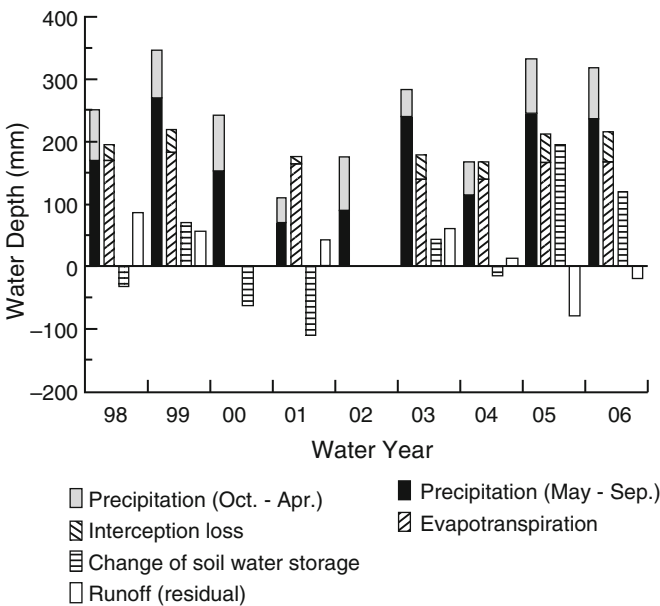 400
300
200
100
0
−100
−200
Water Depth (mm)
98 99 00 01 02 03 04 05 06
Water Year
Precipitation (Oct. - Apr.)
Precipitation (May - Sep.)
Interception loss
Evapotranspiration
Change of soil water storage
Runoff (residual)